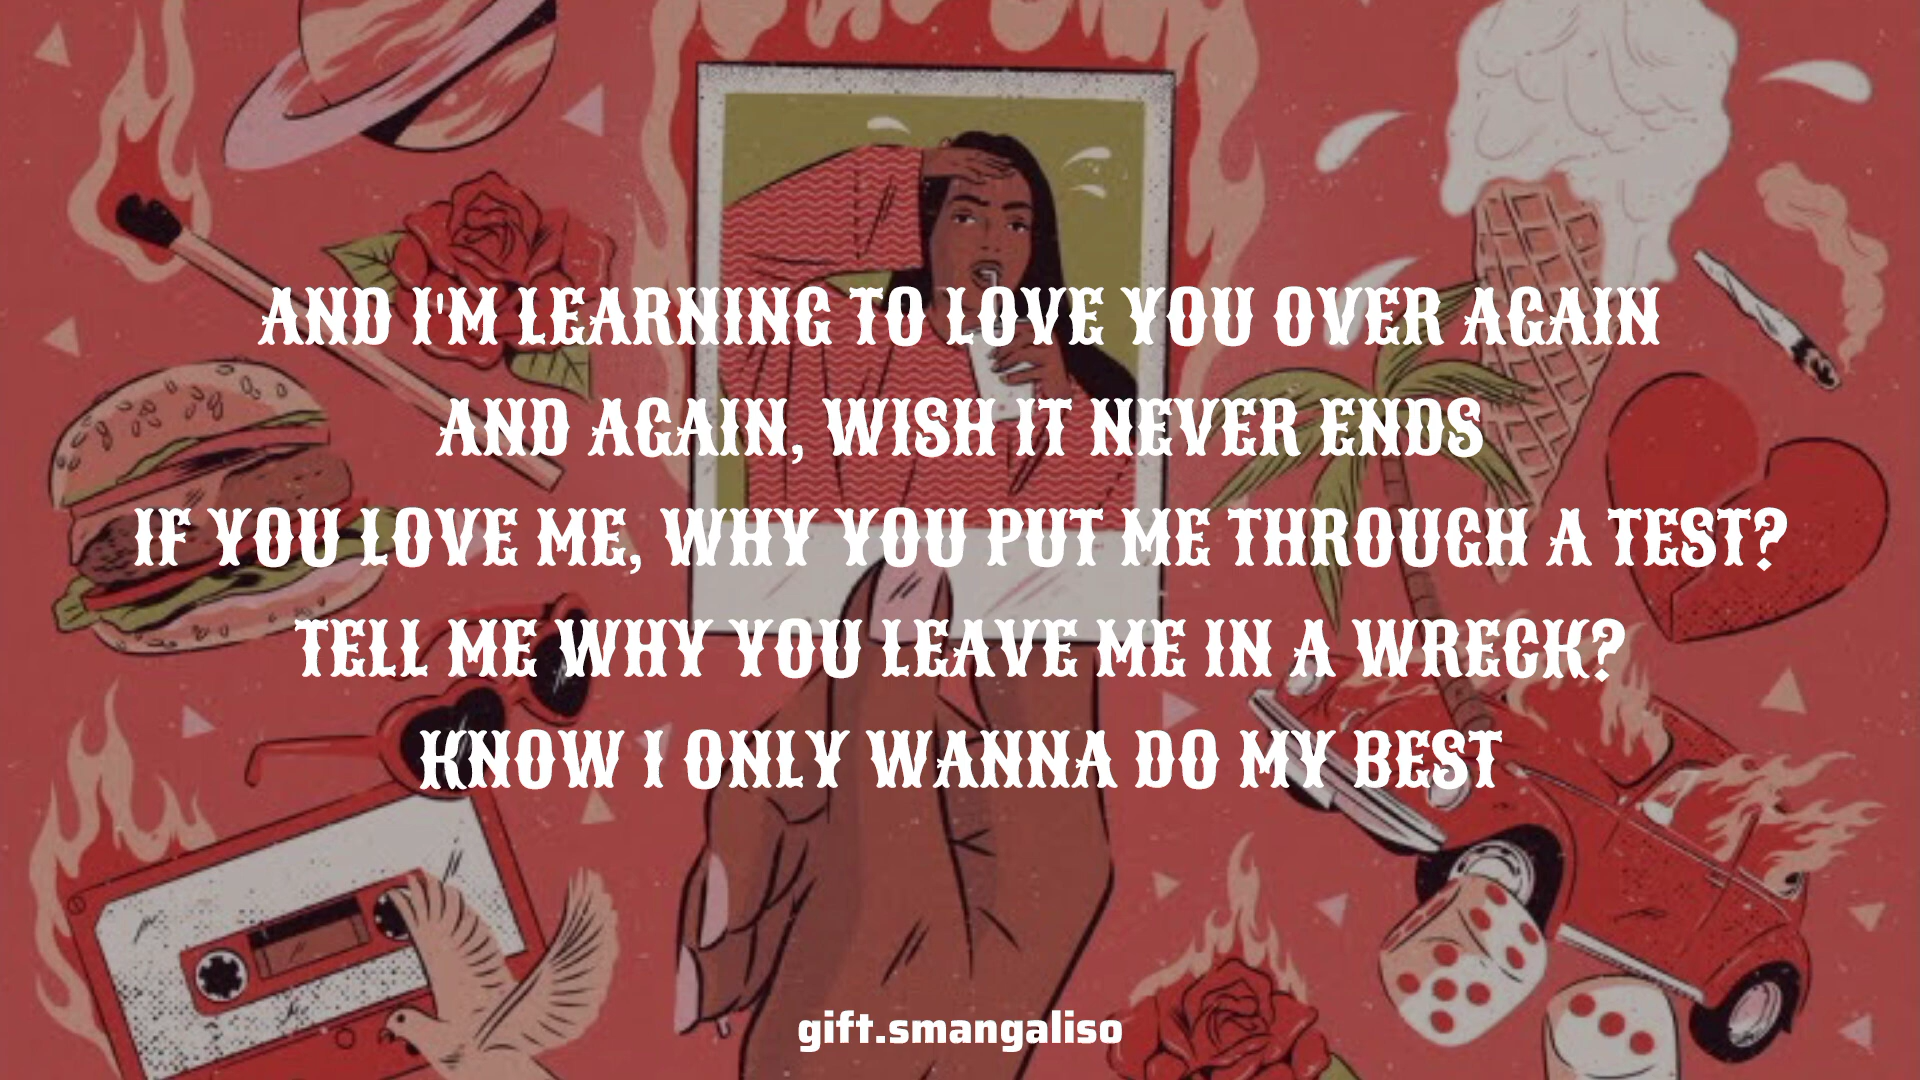 AND I'M LEARNING TO LOVE YOU OVER AGAIN
AND AGAIN, WISH IT NEVER ENDS
IF YOU LOVE ME, WHY YOU PUT ME THROUGH A TEST?
TELL ME WHY YOU LEAVE ME IN A WRECK?
KNOW I ONLY WANNA DO MY BEST
gift.smangaliso